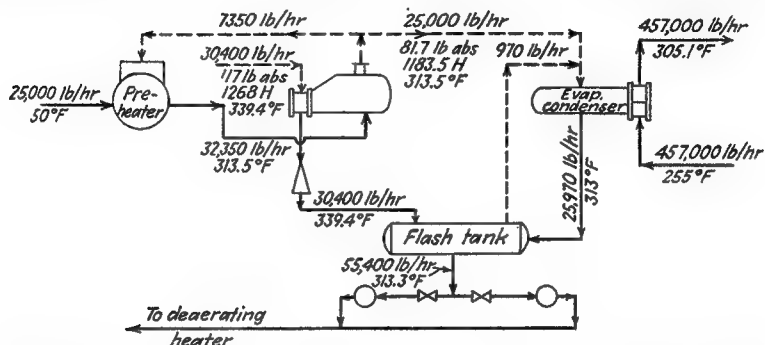 7350 lb/hr
25,000 lb/hr
30,400 lb/hr
117 lb abs
1268 H
339.4°F
81.7 lb abs
1183.5 H
313.5°F
970 lb/hr
457,000 lb/hr
305.1°F
25,000 lb/hr
50°F
Pre-
heater
Evap.
condenser
32,350 lb/hr
313.5°F
25,970 lb/hr
313°F
457,000 lb/hr
255°F
30,400 lb/hr
339.4°F
Flash tank
55,400 lb/hr
313.3°F
To deaerating
heater